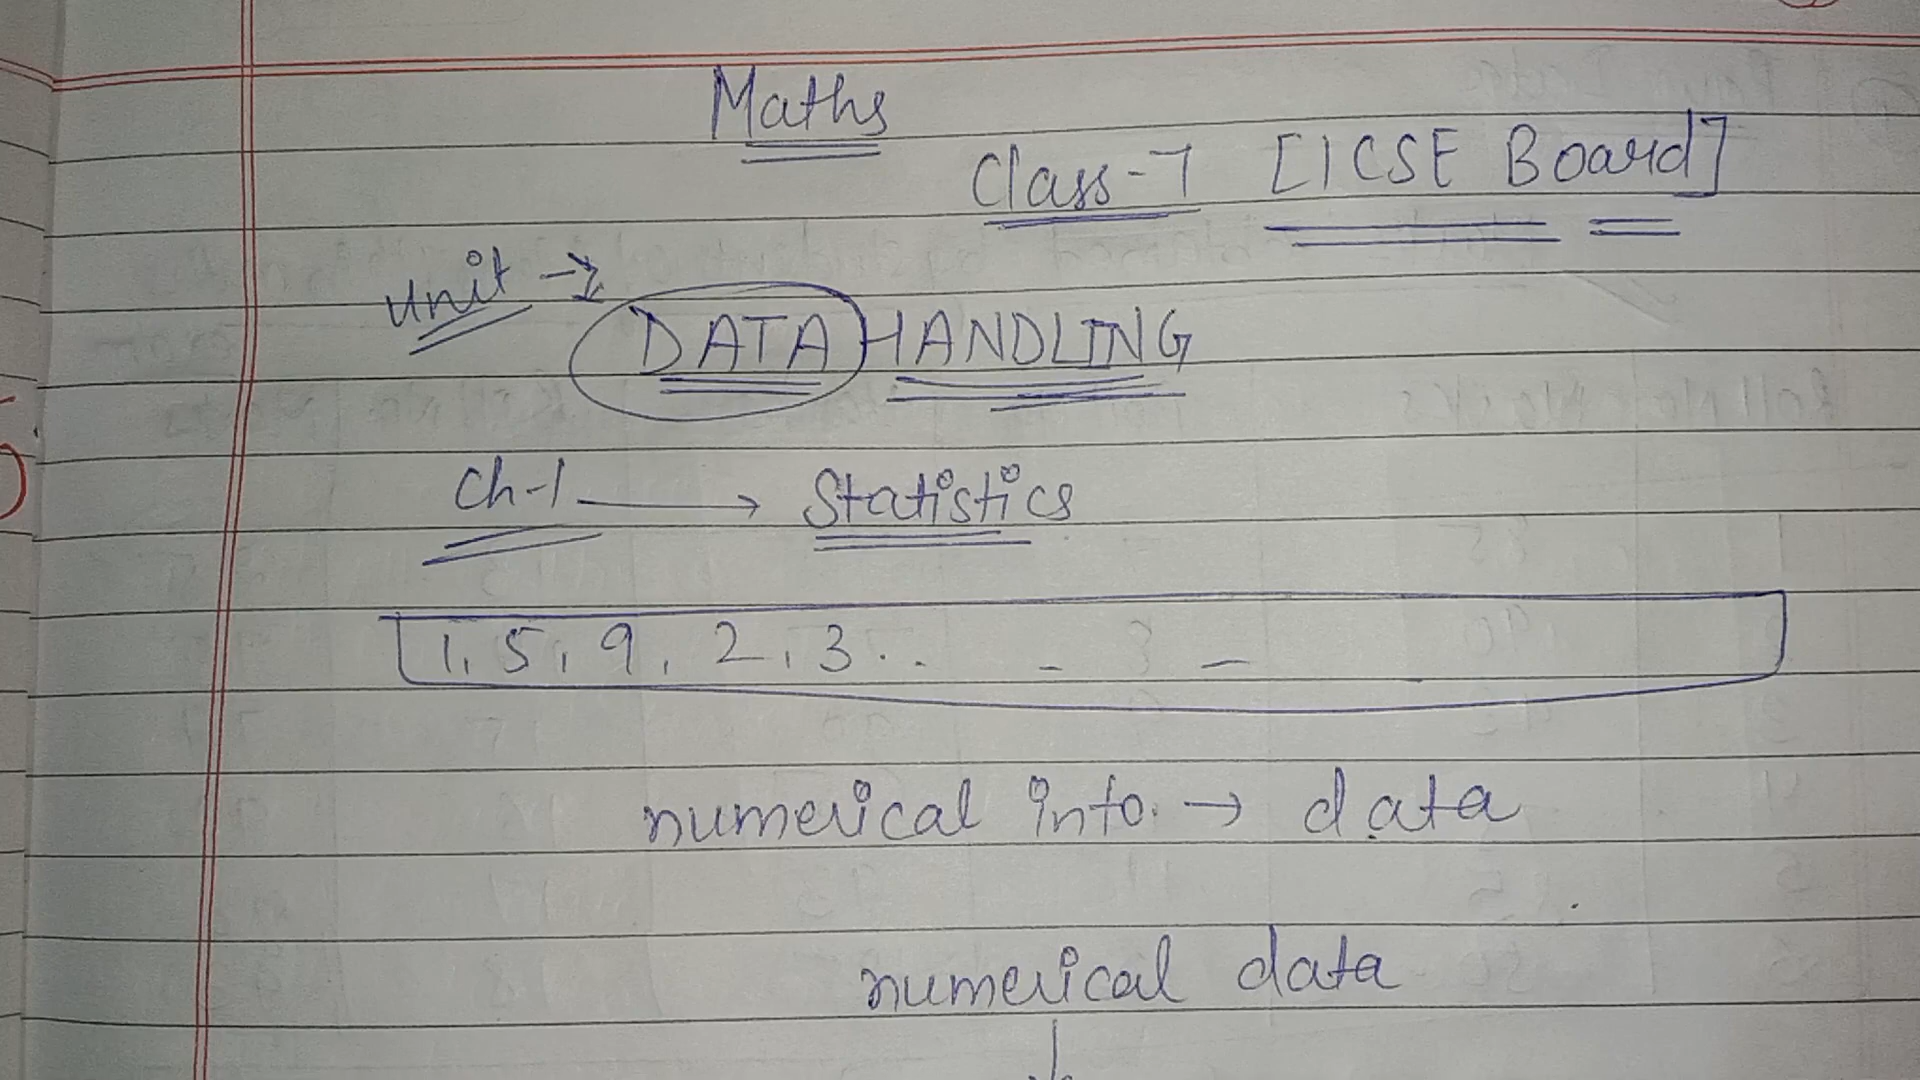 Maths
Class-7 [ICSE Board]
Unit →
DATA HANDLING
Ch-1 → Statistics
1, 5, 9, 2, 3 . . - -
numerical info. → data
numerical data